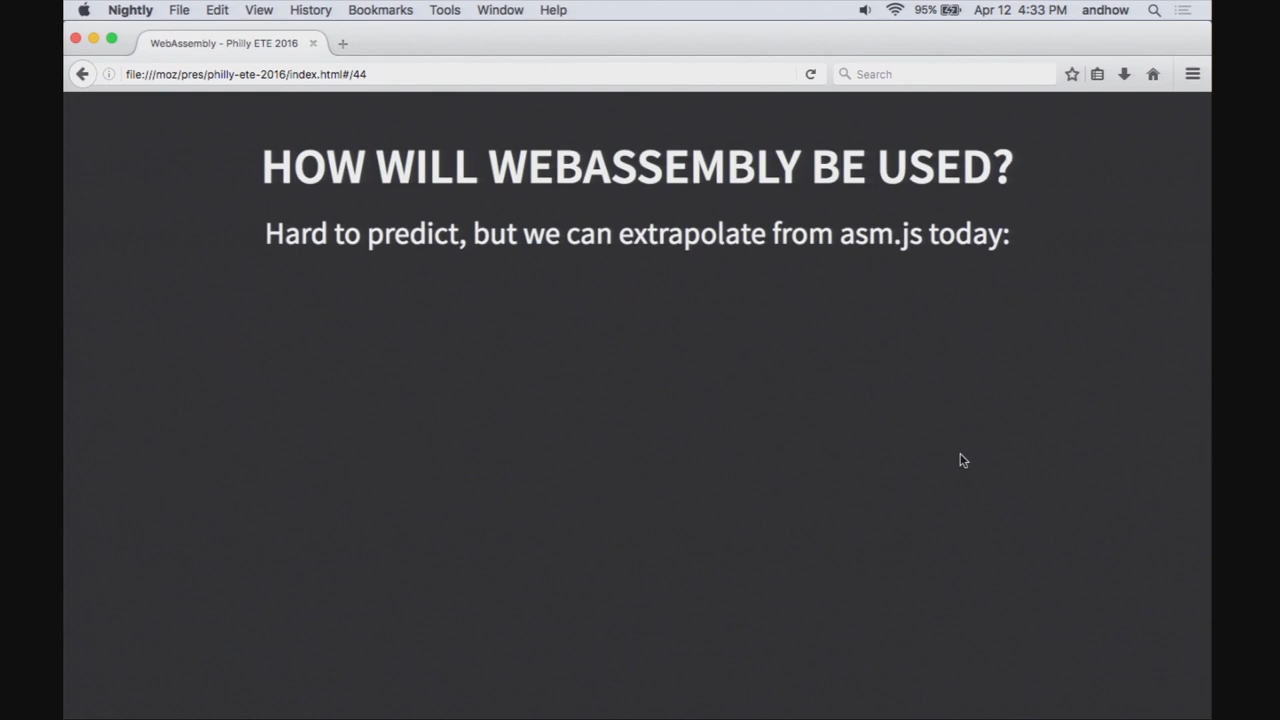 Nightly File Edit View History Bookmarks Tools Window Help 95% Apr 12 4:33 PM andhow
WebAssembly - Philly ETE 2016
file:///moz/pres/philly-ete-2016/index.html#/44 Search
HOW WILL WEBASSEMBLY BE USED?
Hard to predict, but we can extrapolate from asm.js today: